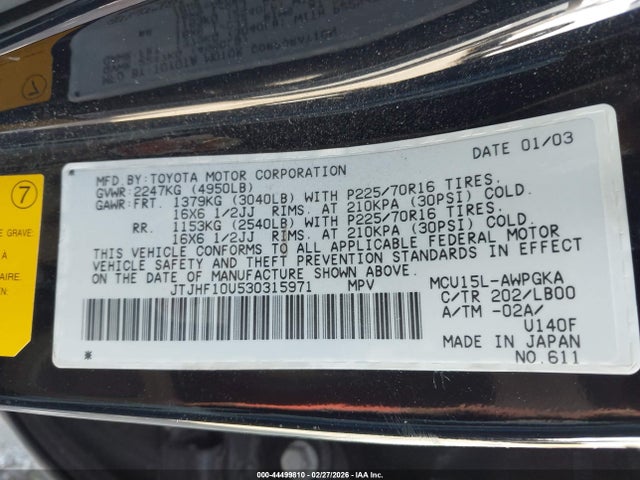 DATE 01/03
MFD BY:TOYOTA MOTOR CORPORATION
GVWR:2247KG (4950LB)
GAWR:FRT. 1379KG (3040LB) WITH P225/70R16 TIRES.
16X6 1/2JJ RIMS. AT 210KPA (30PSI) COLD.
RR. 1153KG (2540LB) WITH P225/70R16 TIRES.
16X6 1/2JJ RIMS. AT 210KPA (30PSI) COLD.
THIS VEHICLE CONFORMS TO ALL APPLICABLE FEDERAL MOTOR
VEHICLE SAFETY AND THEFT PREVENTION STANDARDS IN EFFECT
ON THE DATE OF MANUFACTURE SHOWN ABOVE.
JTJHF10U530315971 MPV MCU15L-AWPGKA
C/TR 202/LB00
A/TM -02A/
U140F
MADE IN JAPAN
NO.611
*
7
E GRAVE:
AIRE.
000-44499810 — 02/27/2026 — IAA Inc.